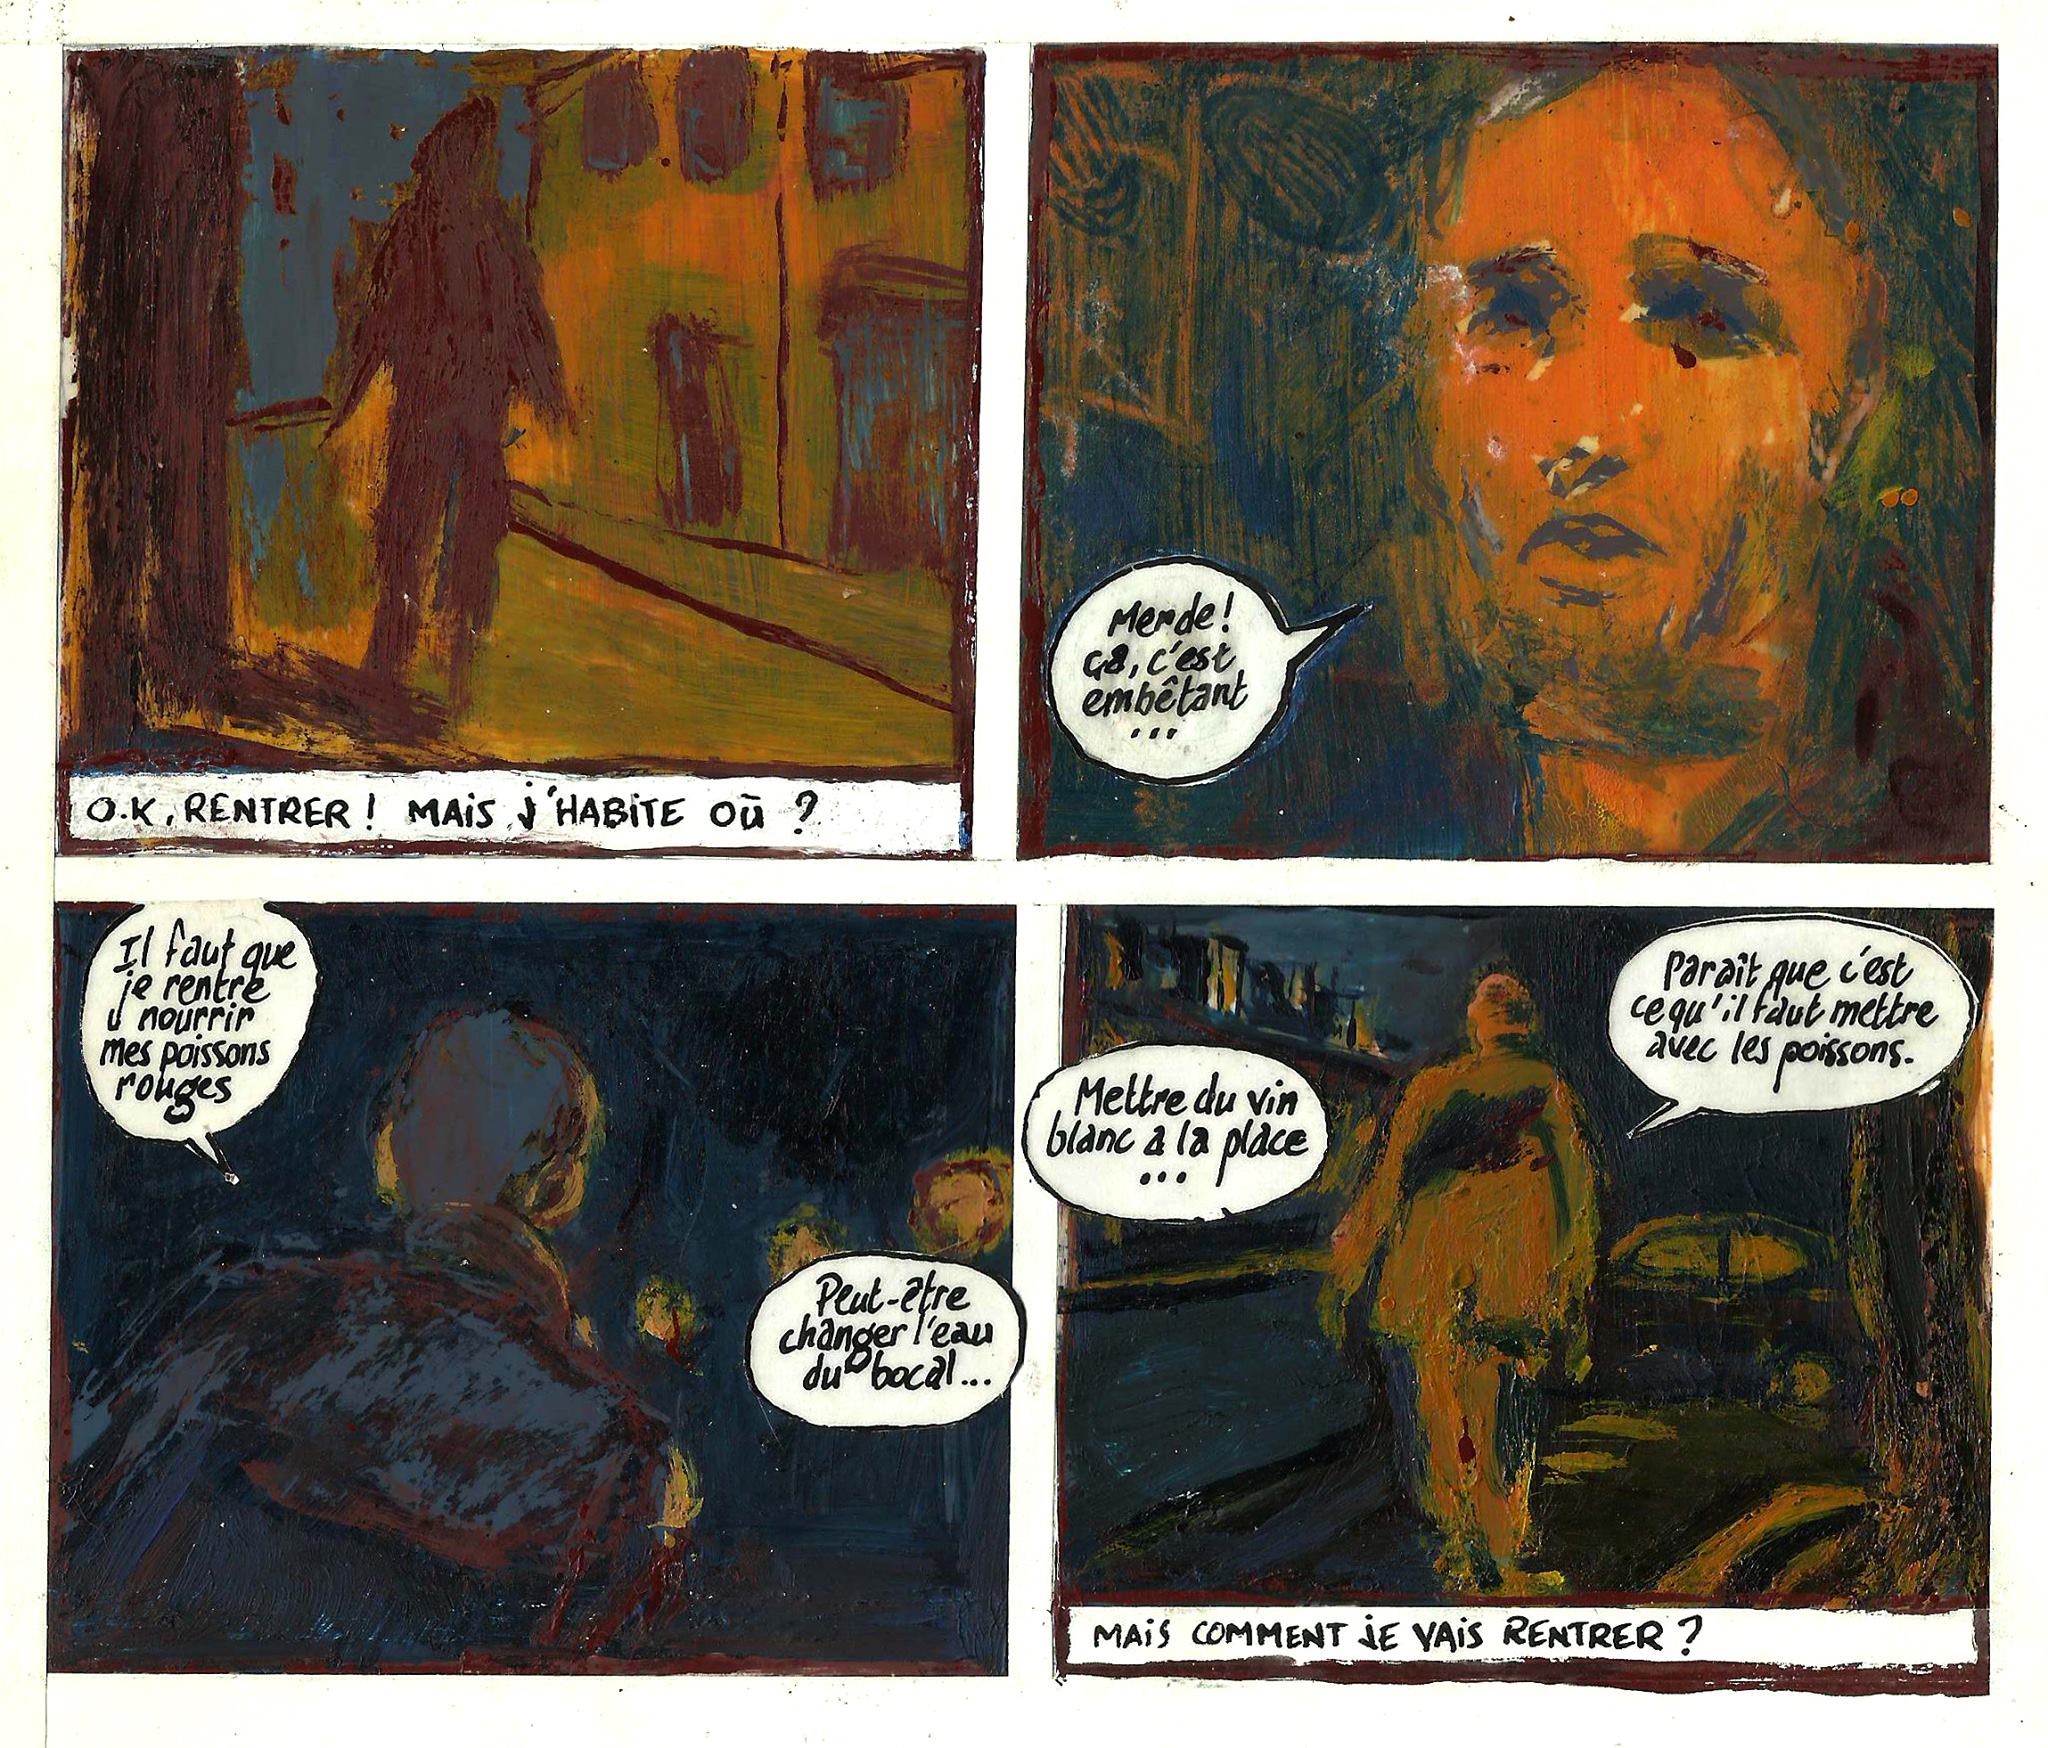 O.K, RENTRER! MAIS j'HABITE OÙ ?
Merde!
ça, c'est
embêtant
...
Il faut que
je rentre
nourrir
mes poissons
rouges
Peut-être
changer l'eau
du bocal...
Mettre du vin
blanc a la place
...
Paraît que c'est
ce qu'il faut mettre
avec les poissons.
MAIS COMMENT jE VAIS RENTRER ?